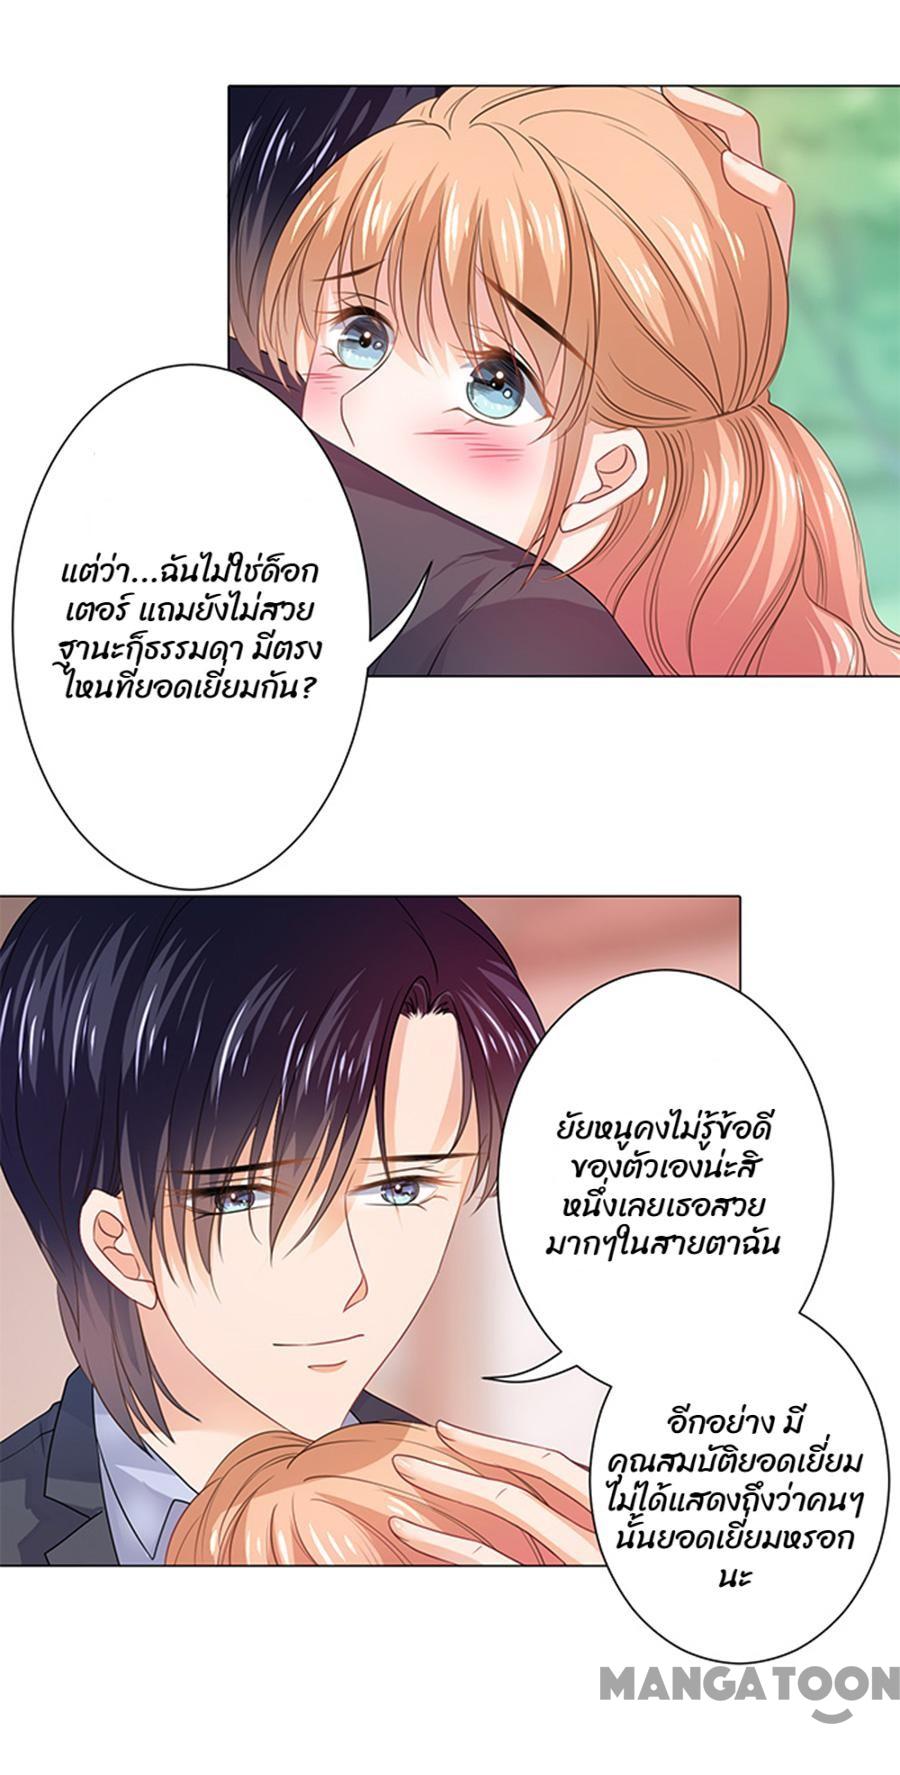 แต่ว่า...ฉันไม่ใช่ด็อก
เตอร์ แถมยังไม่สวย
ฐานะก็ธรรมดา มีตรง
ไหนที่ยอดเยี่ยมกัน?
ยัยหนูคงไม่รู้ข้อดี
ของตัวเองน่ะสิ
หนึ่งเลยเธอสวย
มากๆในสายตาฉัน
อีกอย่าง มี
คุณสมบัติยอดเยี่ยม
ไม่ได้แสดงถึงว่าคนๆ
นั้นยอดเยี่ยมหรอก
นะ
MANGATOON